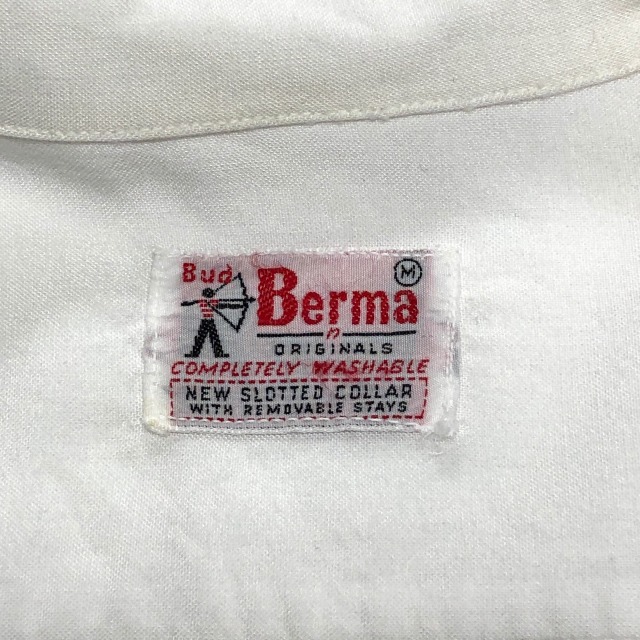 Bud
Berma
M
n
ORIGINALS
COMPLETELY WASHABLE
NEW SLOTTED COLLAR
WITH REMOVABLE STAYS